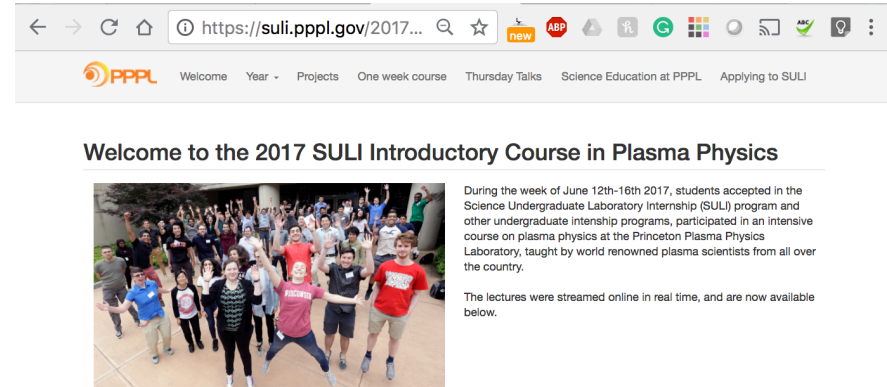 https://suli.pppl.gov/2017...
new
ABP
ABC
PPPL
Welcome Year Projects One week course Thursday Talks Science Education at PPPL Applying to SULI
Welcome to the 2017 SULI Introductory Course in Plasma Physics
During the week of June 12th-16th 2017, students accepted in the
Science Undergraduate Laboratory Internship (SULI) program and
other undergraduate intenship programs, participated in an intensive
course on plasma physics at the Princeton Plasma Physics
Laboratory, taught by world renowned plasma scientists from all over
the country.
The lectures were streamed online in real time, and are now available
below.
WISCONSIN